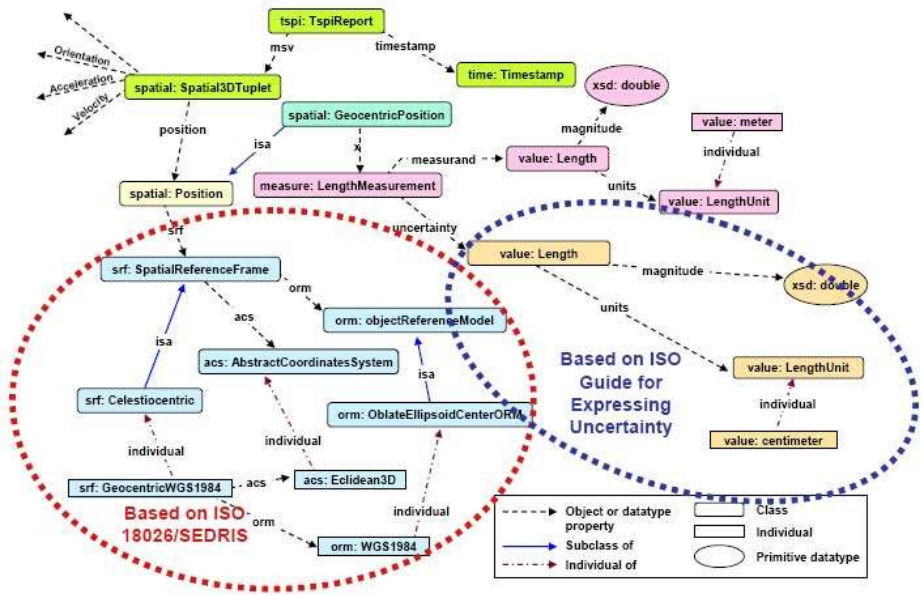 tspi: TspiReport
msv
timestamp
Orientation
Acceleration
Velocity
spatial: Spatial3DTuplet
time: Timestamp
xsd: double
spatial: GeocentricPosition
value: meter
position
isa
x
magnitude
measurand
value: Length
individual
spatial: Position
measure: LengthMeasurement
units
value: LengthUnit
srf
uncertainty
value: Length
srf: SpatialReferenceFrame
magnitude
xsd: double
orm
units
acs
orm: objectReferenceModel
isa
acs: AbstractCoordinatesSystem
Based on ISO
Guide for
Expressing
Uncertainty
value: LengthUnit
isa
srf: Celestiocentric
orm: OblateEllipsoidCenterORM
individual
individual
individual
value: centimeter
srf: GeocentricWGS1984
acs
acs: Eclidean3D
individual
Based on ISO
18026/SEDRIS
orm
orm: WGS1984
Object or datatype
property
Subclass of
Individual of
Class
Individual
Primitive datatype